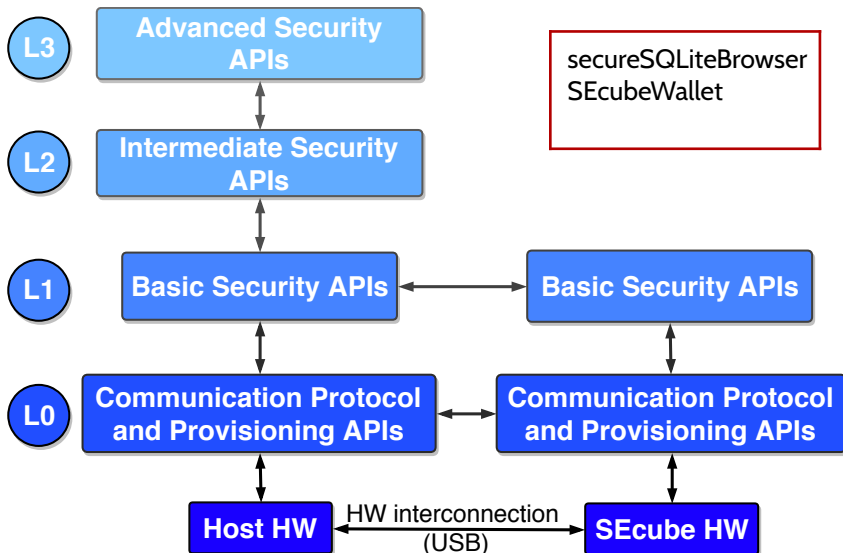 L3
Advanced Security
APIs
secureSQLiteBrowser
SEcubeWallet
L2
Intermediate Security
APIs
L1
Basic Security APIs
Basic Security APIs
L0
Communication Protocol
and Provisioning APIs
Communication Protocol
and Provisioning APIs
Host HW
HW interconnection
(USB)
SEcube HW